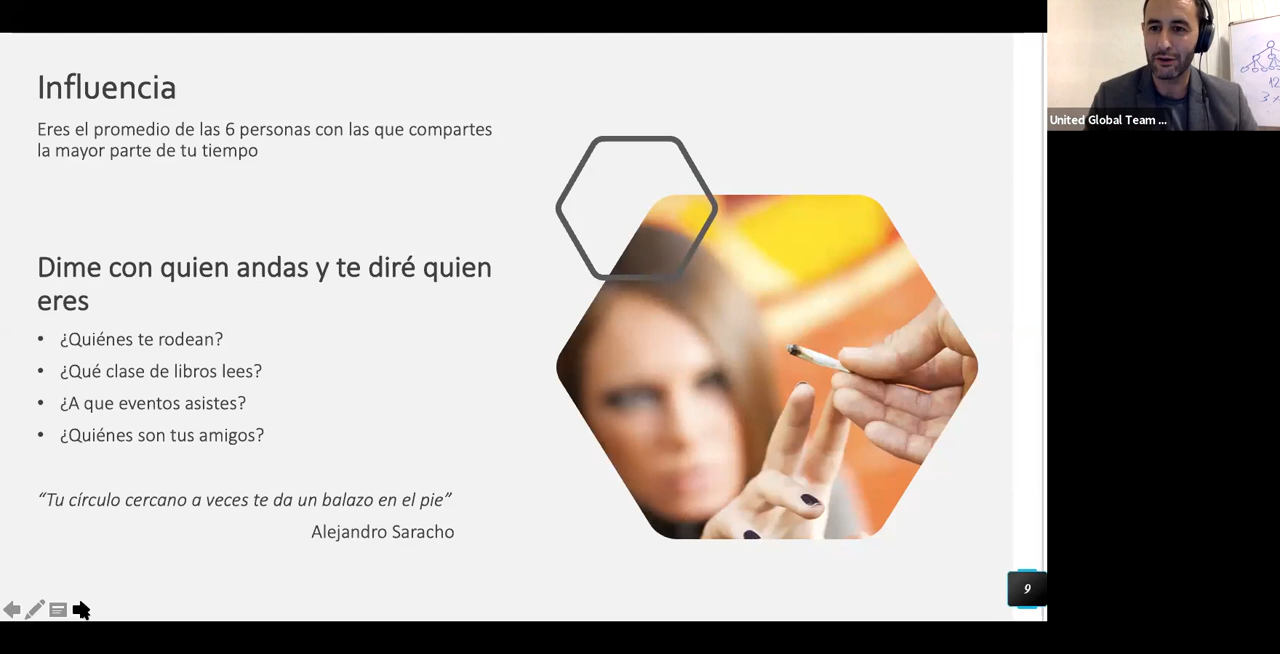 Influencia
Eres el promedio de las 6 personas con las que compartes
la mayor parte de tu tiempo
Dime con quien andas y te diré quien
eres
• ¿Quiénes te rodean?
• ¿Qué clase de libros lees?
• ¿A que eventos asistes?
• ¿Quiénes son tus amigos?
“Tu círculo cercano a veces te da un balazo en el pie”
Alejandro Saracho
9
United Global Team ...